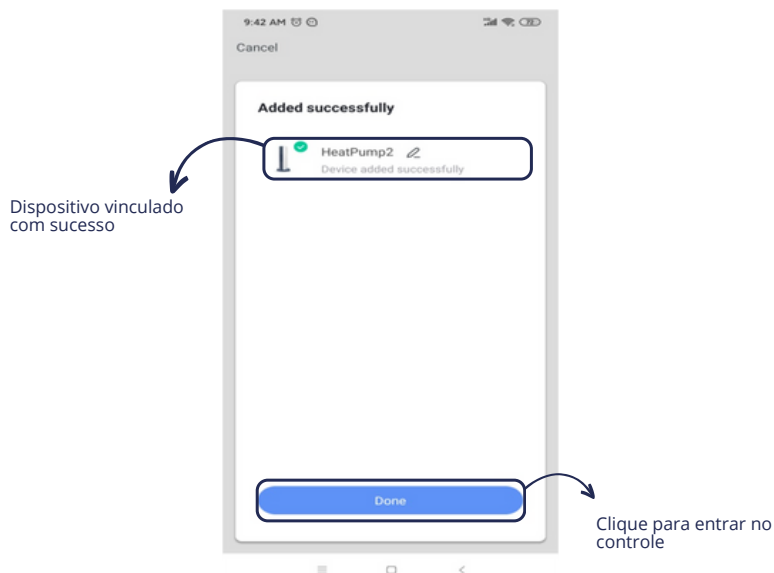 9:42 AM
Cancel
Added successfully
HeatPump2
Device added successfully
Dispositivo vinculado
com sucesso
Done
Clique para entrar no
controle